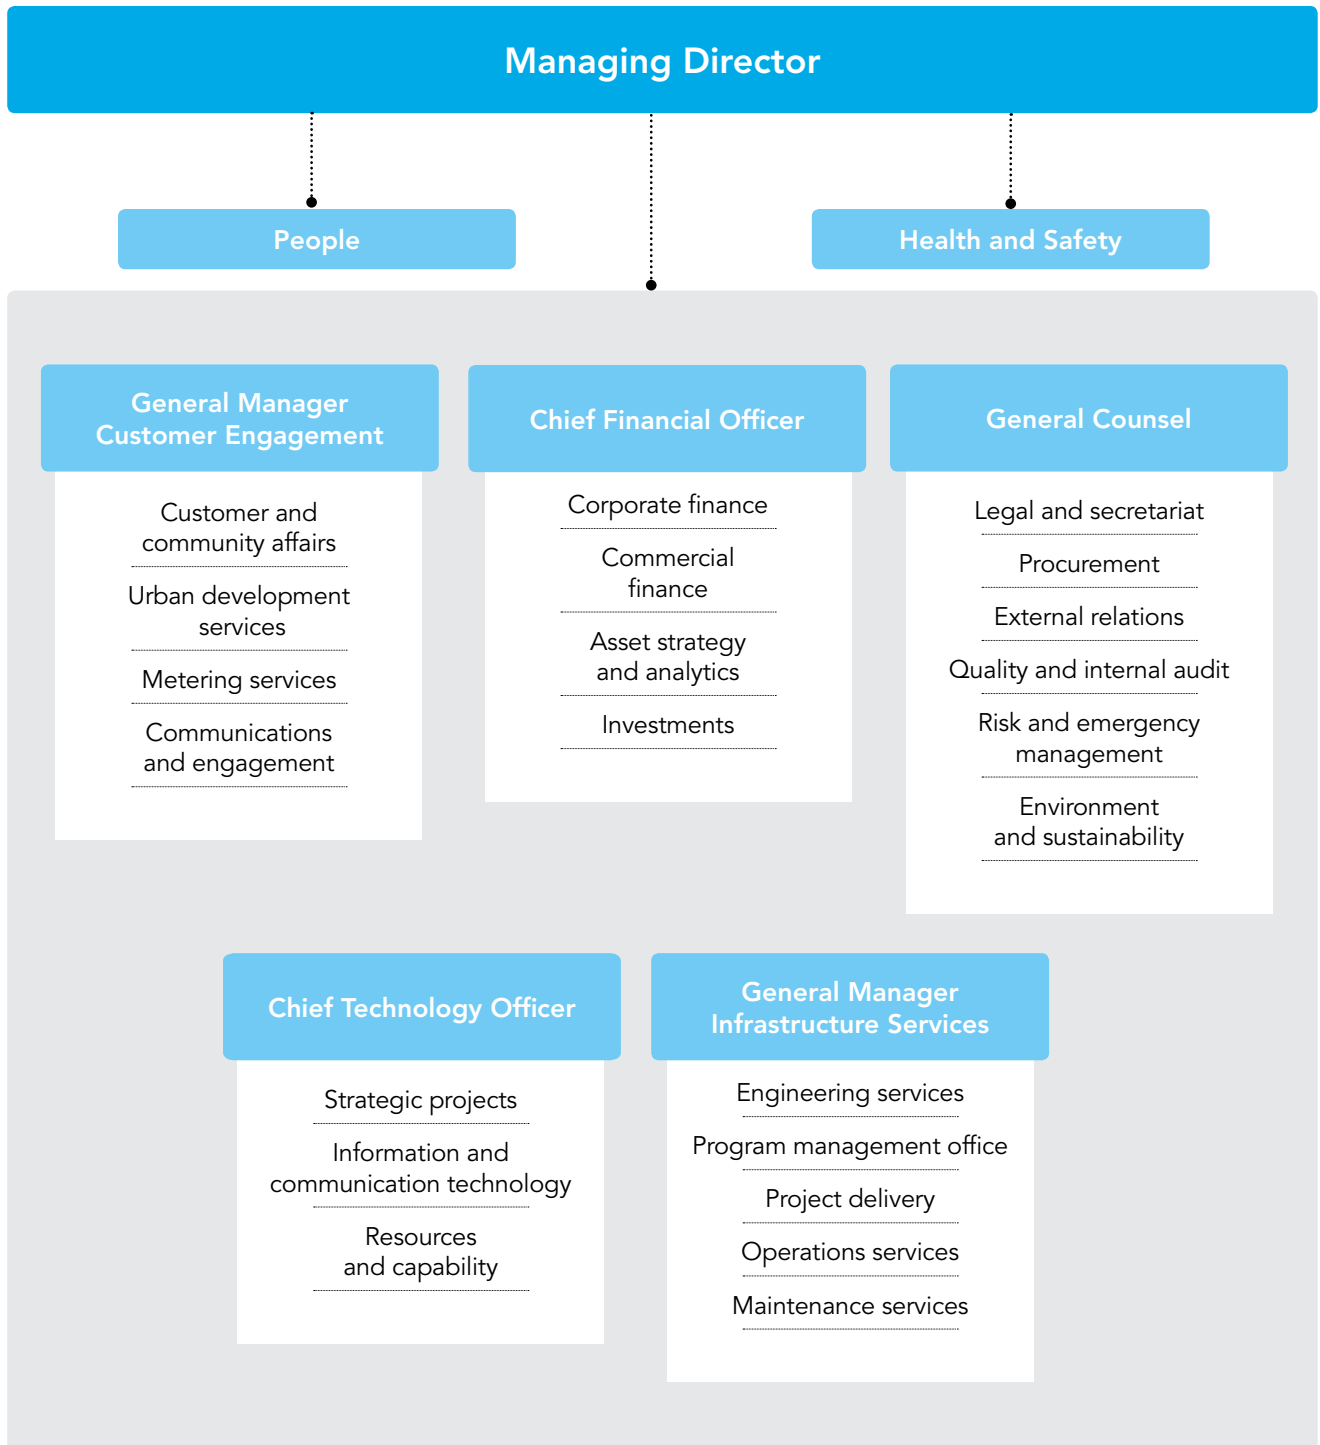 Managing Director
People
Health and Safety
General Manager
Customer Engagement
Customer and
community affairs
Urban development
services
Metering services
Communications
and engagement
Chief Financial Officer
Corporate finance
Commercial
finance
Asset strategy
and analytics
Investments
General Counsel
Legal and secretariat
Procurement
External relations
Quality and internal audit
Risk and emergency
management
Environment
and sustainability
Chief Technology Officer
Strategic projects
Information and
communication technology
Resources
and capability
General Manager
Infrastructure Services
Engineering services
Program management office
Project delivery
Operations services
Maintenance services